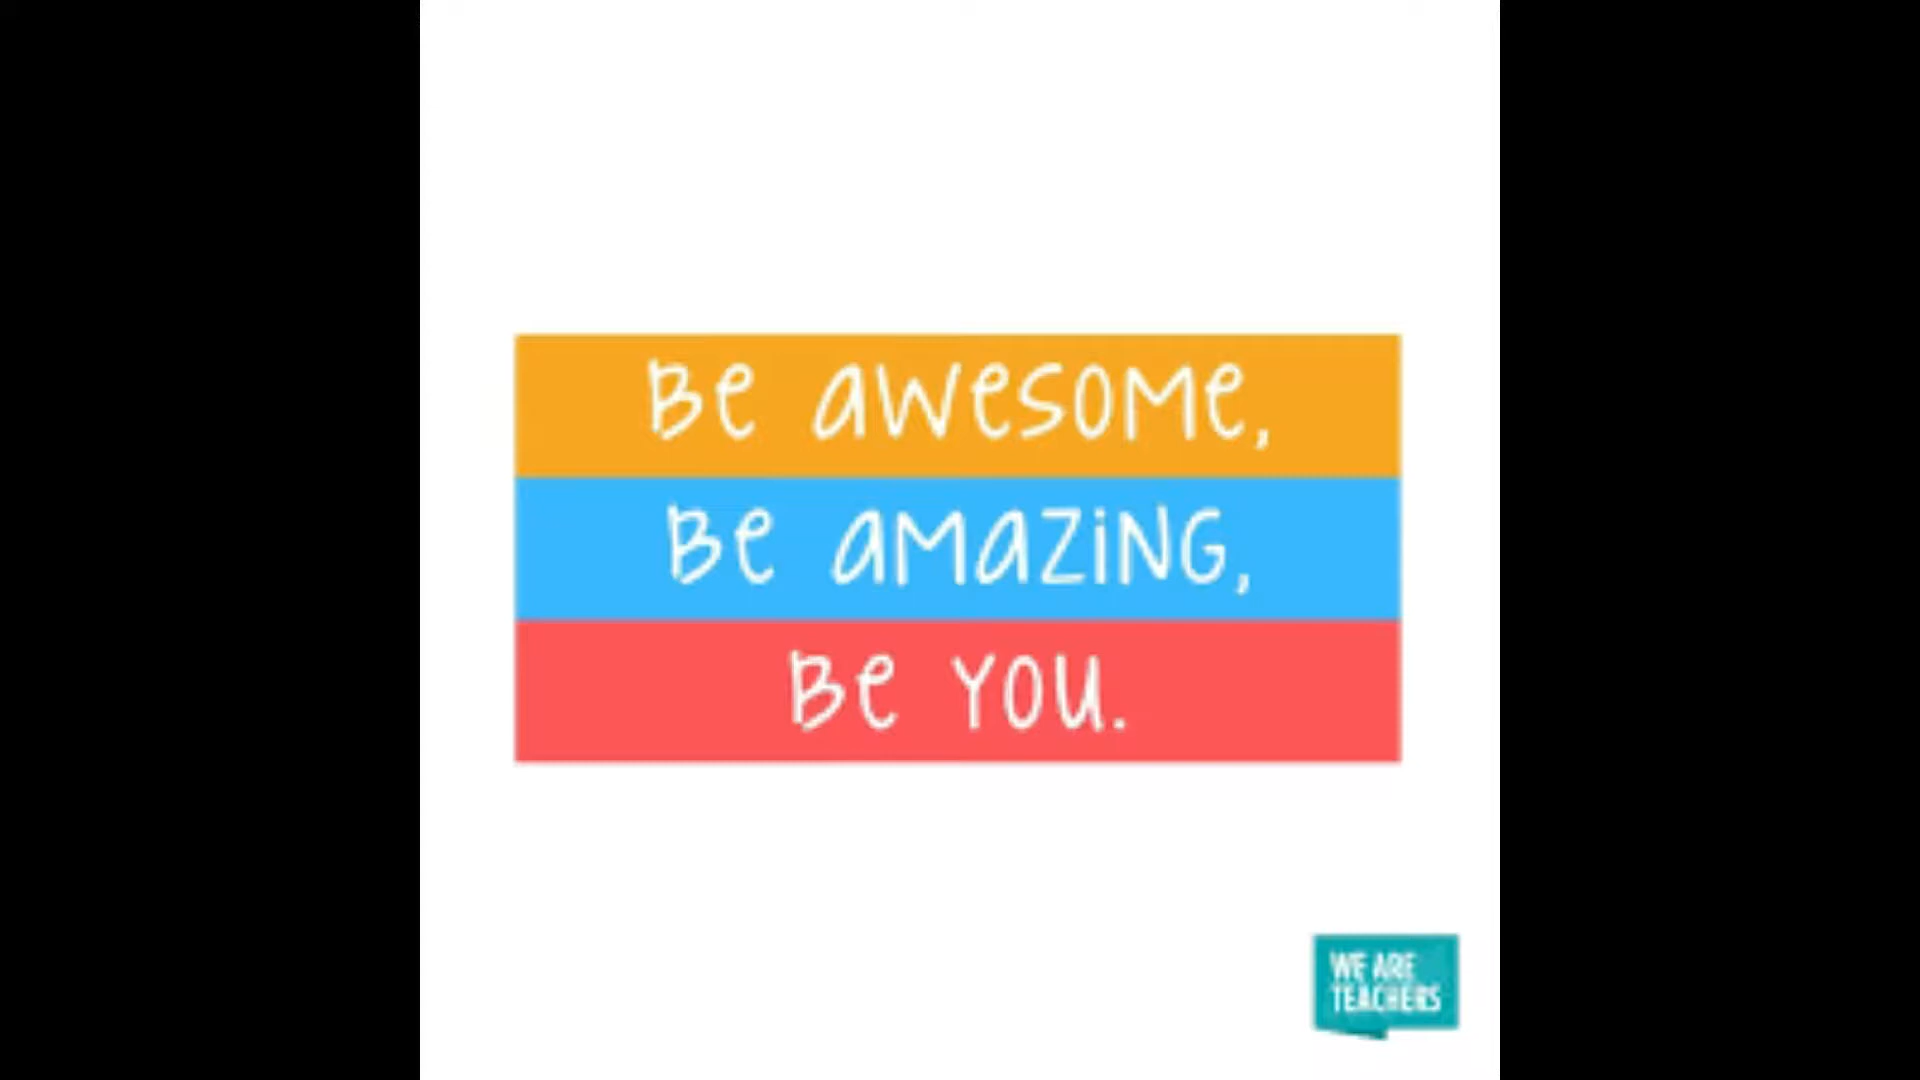 Be awesome,
Be amazing,
Be you.
WE ARE
TEACHERS